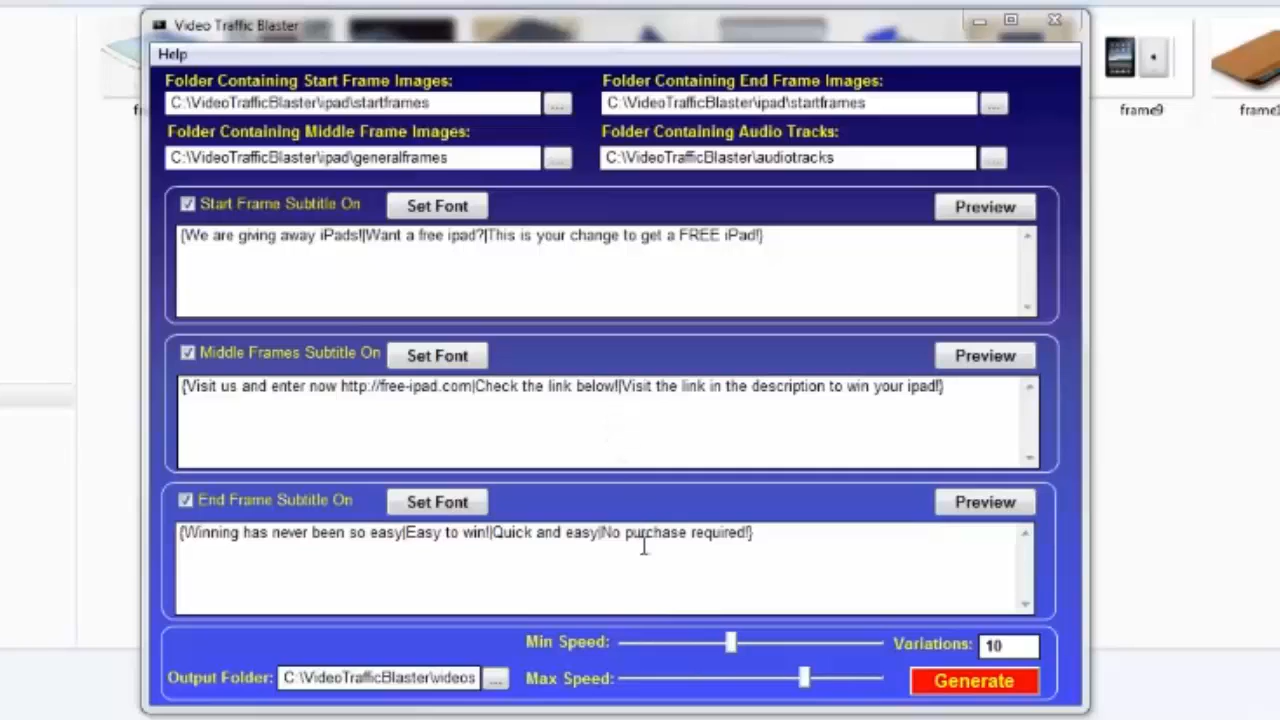 Video Traffic Blaster
Help
Folder Containing Start Frame Images:
Folder Containing End Frame Images:
C:\VideoTrafficBlaster\ipad\startframes
...
C:\VideoTrafficBlaster\ipad\startframes
...
Folder Containing Middle Frame Images:
Folder Containing Audio Tracks:
C:\VideoTrafficBlaster\ipad\generalframes
...
C:\VideoTrafficBlaster\audiotracks
...
Start Frame Subtitle On
Set Font
Preview
{We are giving away iPads!|Want a free ipad?|This is your change to get a FREE iPad!}
Middle Frames Subtitle On
Set Font
Preview
{Visit us and enter now http://free-ipad.com|Check the link below!|Visit the link in the description to win your ipad!}
End Frame Subtitle On
Set Font
Preview
{Winning has never been so easy|Easy to win!|Quick and easy|No purchase required!}
Min Speed:
Variations:
10
Output Folder:
C:\VideoTrafficBlaster\videos
...
Max Speed:
Generate
frame9